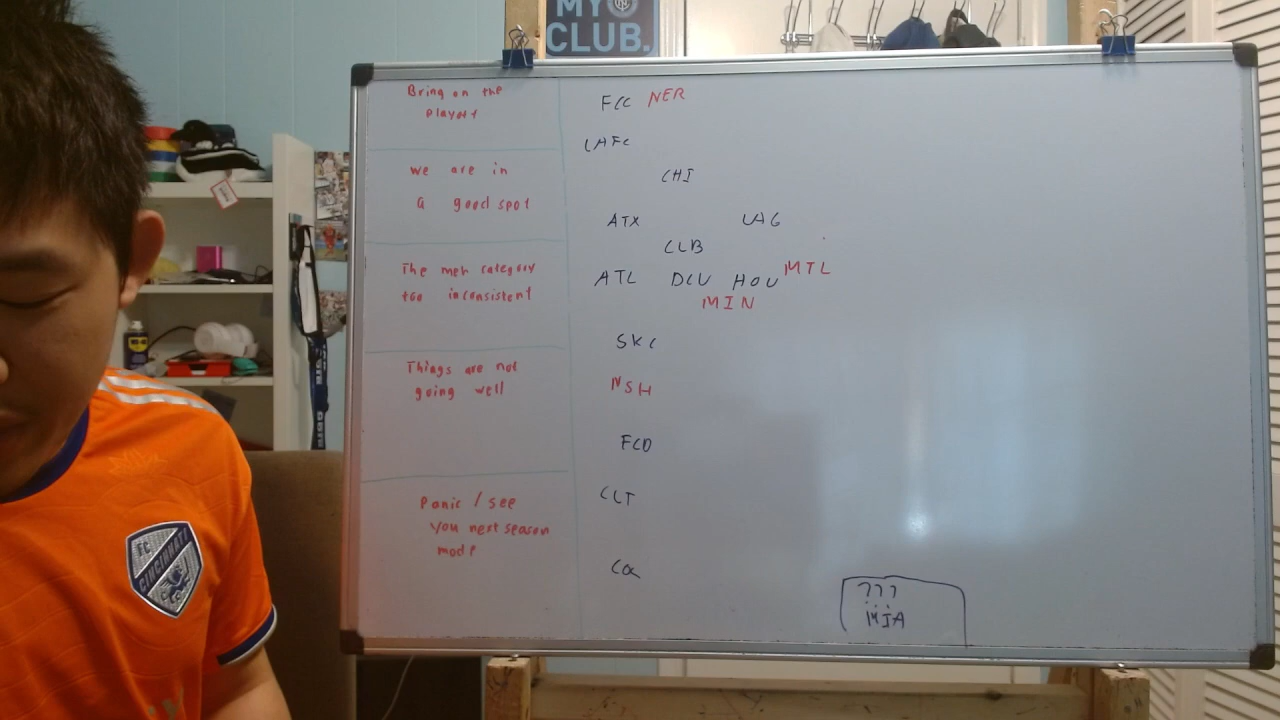 MY
CLUB.
Bring on the
playoff
FCC NER
LAFC
we are in
a good spot
CHI
ATX LAG
CLB
The meh category
too inconsistent
ATL DCU HOU MTL
MIN
SKC
Things are not
going well
NSH
FCD
Panic / see
you next season
mode
CLT
COL
???
MIA
FC
CINCINNATI